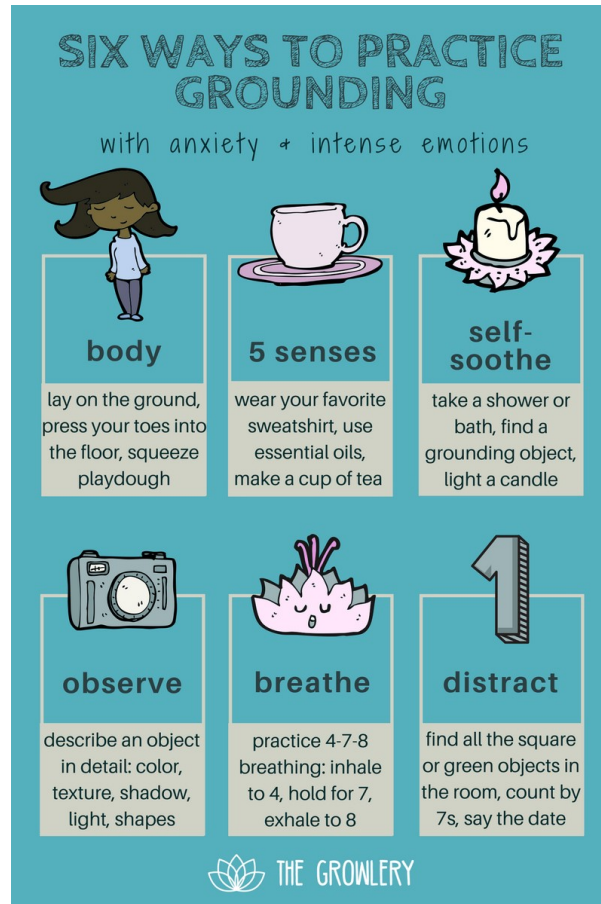 SIX WAYS TO PRACTICE
GROUNDING
with anxiety + intense emotions
body
lay on the ground,
press your toes into
the floor, squeeze
playdough
5 senses
wear your favorite
sweatshirt, use
essential oils,
make a cup of tea
self-
soothe
take a shower or
bath, find a
grounding object,
light a candle
observe
describe an object
in detail: color,
texture, shadow,
light, shapes
breathe
practice 4-7-8
breathing: inhale
to 4, hold for 7,
exhale to 8
1
distract
find all the square
or green objects in
the room, count by
7s, say the date
THE GROWLERY